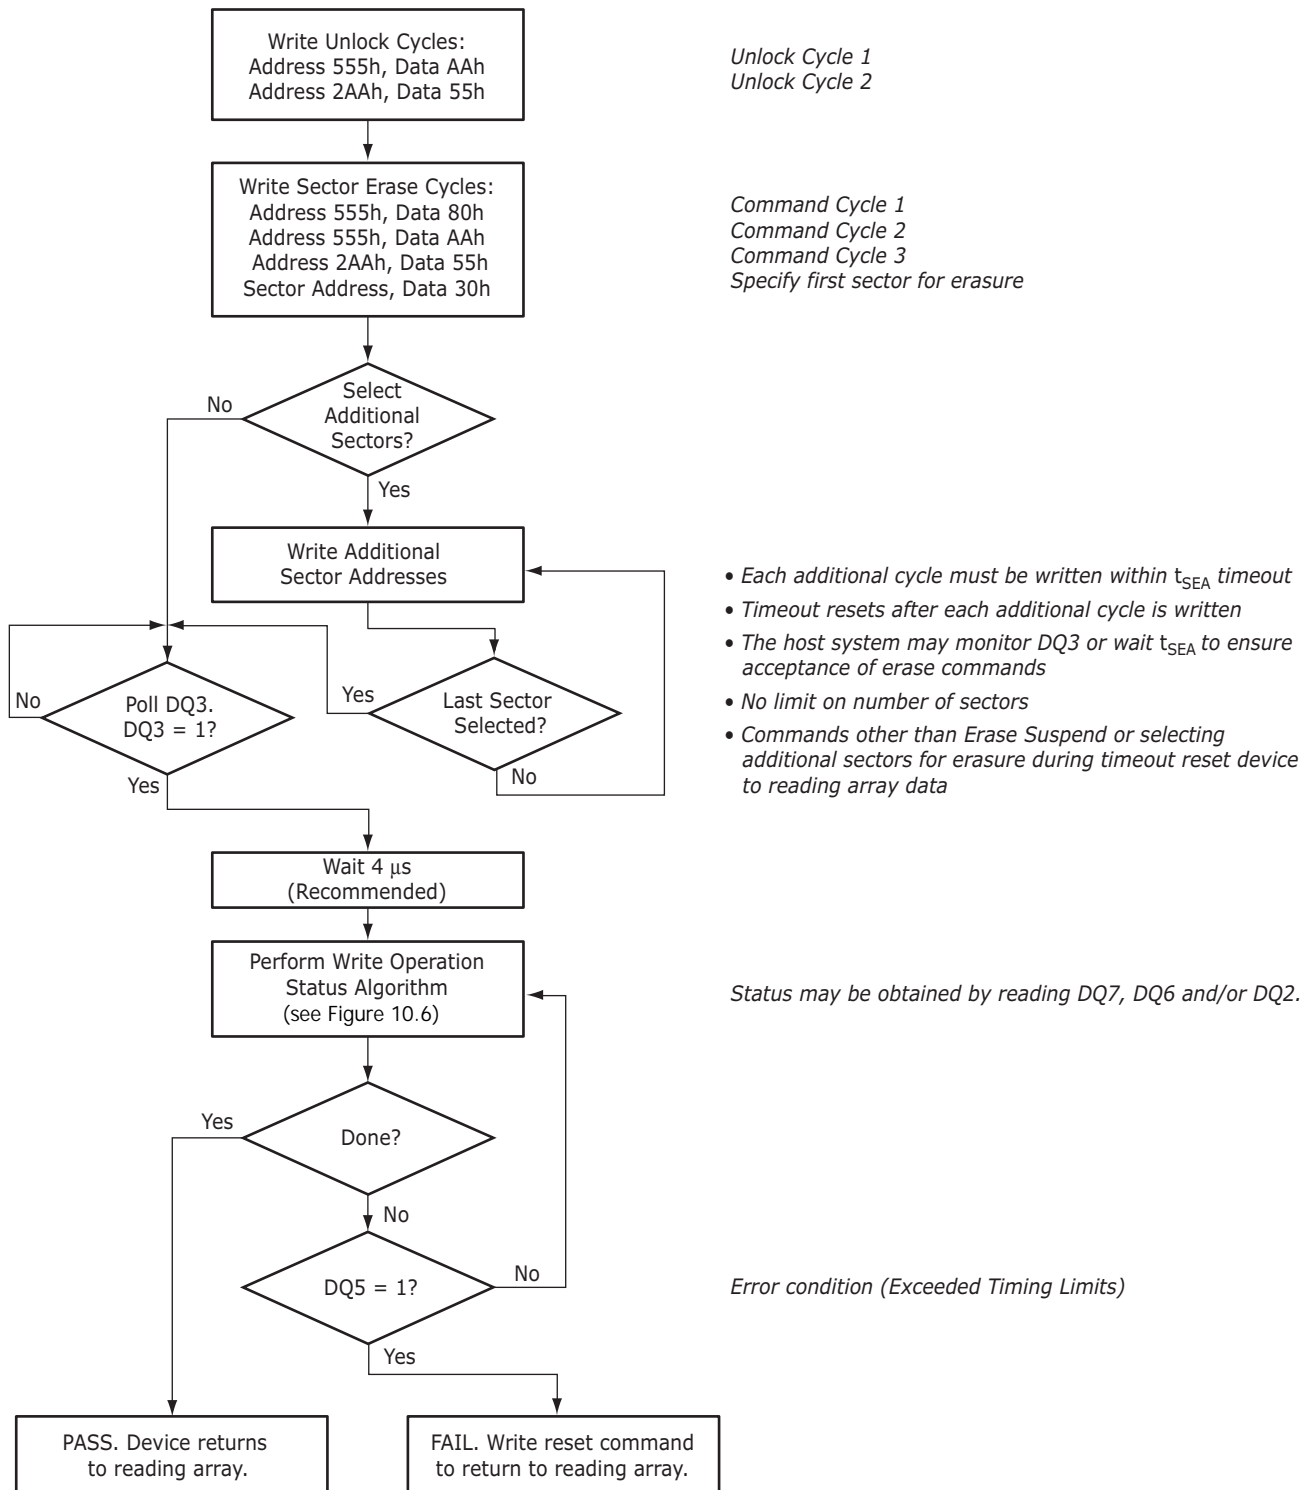 Write Unlock Cycles:
Address 555h, Data AAh
Address 2AAh, Data 55h
Unlock Cycle 1
Unlock Cycle 2
Write Sector Erase Cycles:
Address 555h, Data 80h
Address 555h, Data AAh
Address 2AAh, Data 55h
Sector Address, Data 30h
Command Cycle 1
Command Cycle 2
Command Cycle 3
Specify first sector for erasure
Select
Additional
Sectors?
No
Yes
Write Additional
Sector Addresses
• Each additional cycle must be written within tSEA timeout
• Timeout resets after each additional cycle is written
• The host system may monitor DQ3 or wait tSEA to ensure
acceptance of erase commands
• No limit on number of sectors
• Commands other than Erase Suspend or selecting
additional sectors for erasure during timeout reset device
to reading array data
No
Poll DQ3.
DQ3 = 1?
Yes
Yes
Last Sector
Selected?
No
Wait 4 μs
(Recommended)
Perform Write Operation
Status Algorithm
(see Figure 10.6)
Status may be obtained by reading DQ7, DQ6 and/or DQ2.
Yes
Done?
No
DQ5 = 1?
No
Error condition (Exceeded Timing Limits)
Yes
PASS. Device returns
to reading array.
FAIL. Write reset command
to return to reading array.